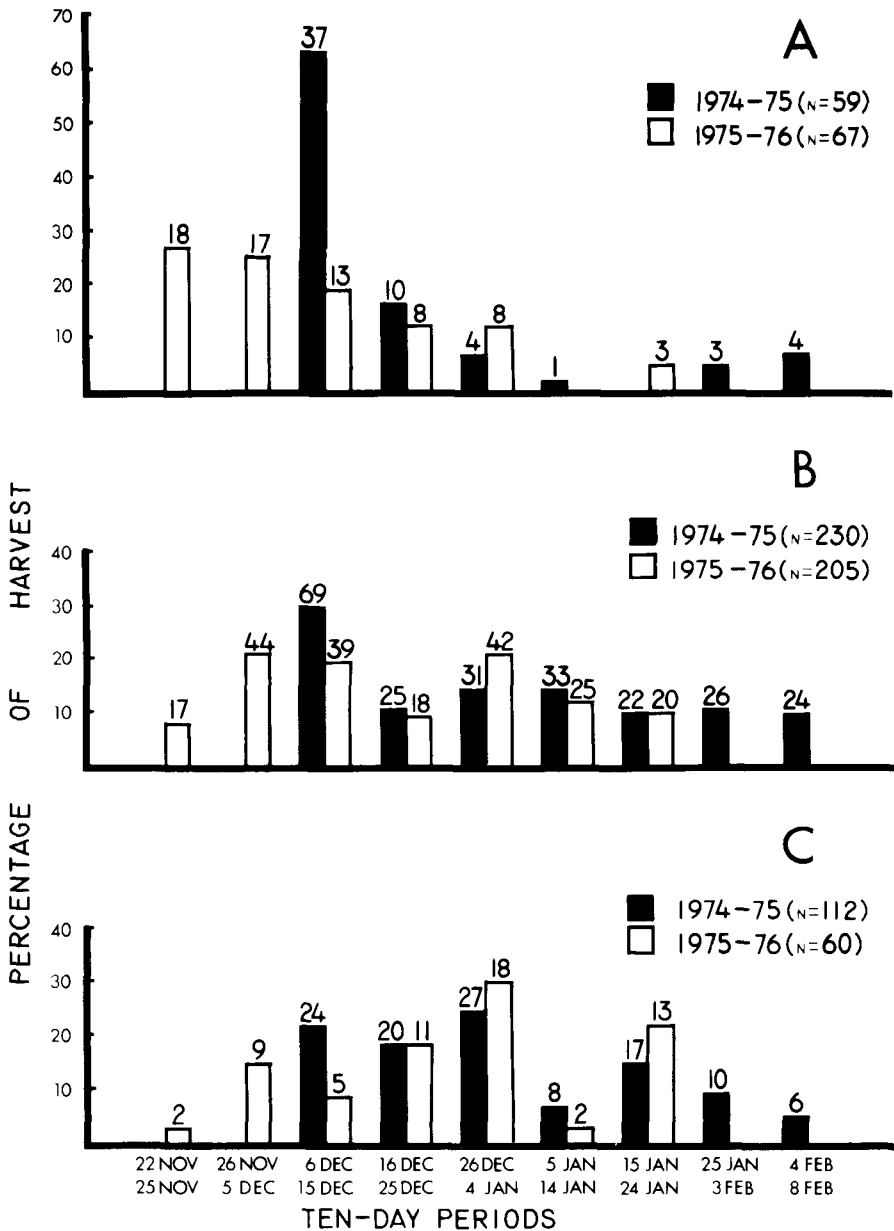 A
70
60
50
40
30
20
10
1974-75 (N=59)
1975-76 (N=67)
18 17 37 13 10 8 4 8 1 3 3 4
B
40
30
20
10
1974-75 (N=230)
1975-76 (N=205)
17 44 69 39 25 18 31 42 33 25 22 20 26 24
C
40
30
20
10
1974-75 (N=112)
1975-76 (N=60)
2 9 24 5 20 11 27 18 8 2 17 13 10 6
PERCENTAGE OF HARVEST
22 NOV 26 NOV 6 DEC 16 DEC 26 DEC 5 JAN 15 JAN 25 JAN 4 FEB
25 NOV 5 DEC 15 DEC 25 DEC 4 JAN 14 JAN 24 JAN 3 FEB 8 FEB
TEN-DAY PERIODS